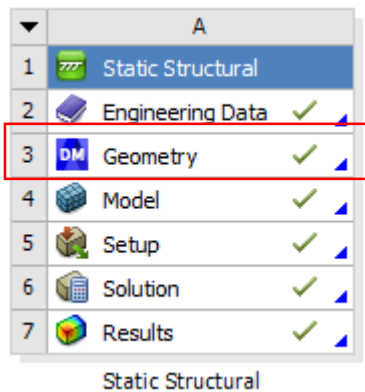 A
1 Static Structural
2 Engineering Data
3 DM Geometry
4 Model
5 Setup
6 Solution
7 Results
Static Structural